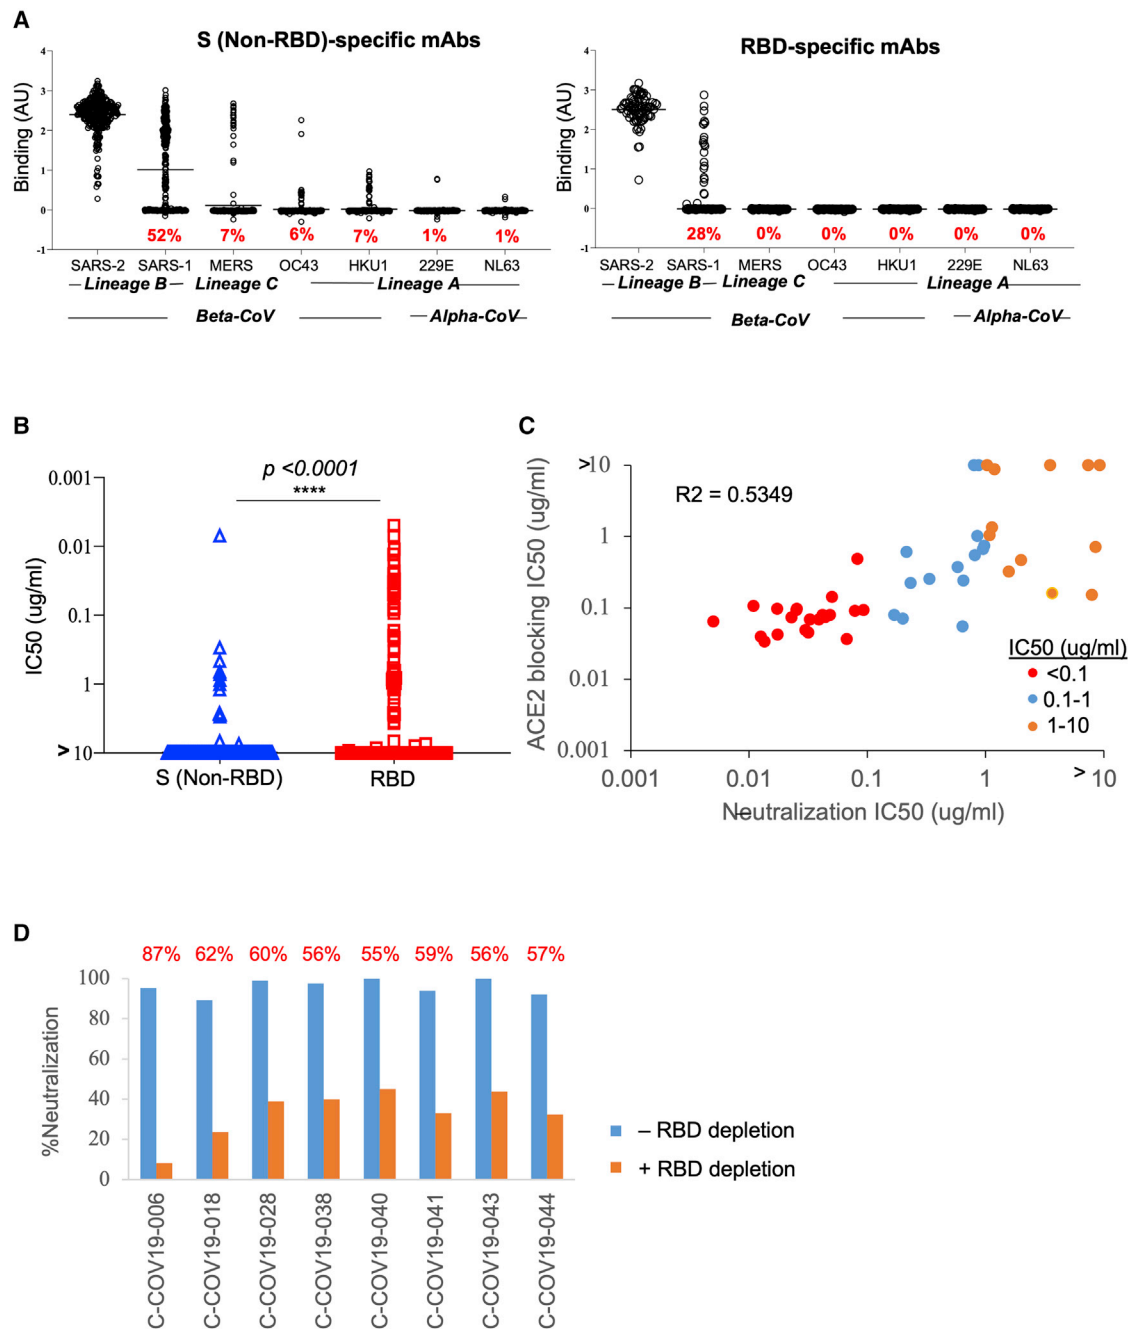 A
S (Non-RBD)-specific mAbs
Binding (AU)
4
3
2
1
0
-1
52% 7% 6% 7% 1% 1%
SARS-2 SARS-1 MERS OC43 HKU1 229E NL63
Lineage B Lineage C Lineage A
Beta-CoV Alpha-CoV
RBD-specific mAbs
Binding (AU)
4
3
2
1
0
-1
28% 0% 0% 0% 0% 0%
SARS-2 SARS-1 MERS OC43 HKU1 229E NL63
Lineage B Lineage C Lineage A
Beta-CoV Alpha-CoV
B
p <0.0001
****
IC50 (ug/ml)
0.001
0.01
0.1
1
> 10
S (Non-RBD) RBD
C
R2 = 0.5349
ACE2 blocking IC50 (ug/ml)
>10
1
0.1
0.01
0.001
IC50 (ug/ml)
<0.1
0.1-1
1-10
0.001 0.01 0.1 1 > 10
Neutralization IC50 (ug/ml)
D
87% 62% 60% 56% 55% 59% 56% 57%
%Neutralization
100
80
60
40
20
0
C-COV19-006
C-COV19-018
C-COV19-028
C-COV19-038
C-COV19-040
C-COV19-041
C-COV19-043
C-COV19-044
– RBD depletion
+ RBD depletion